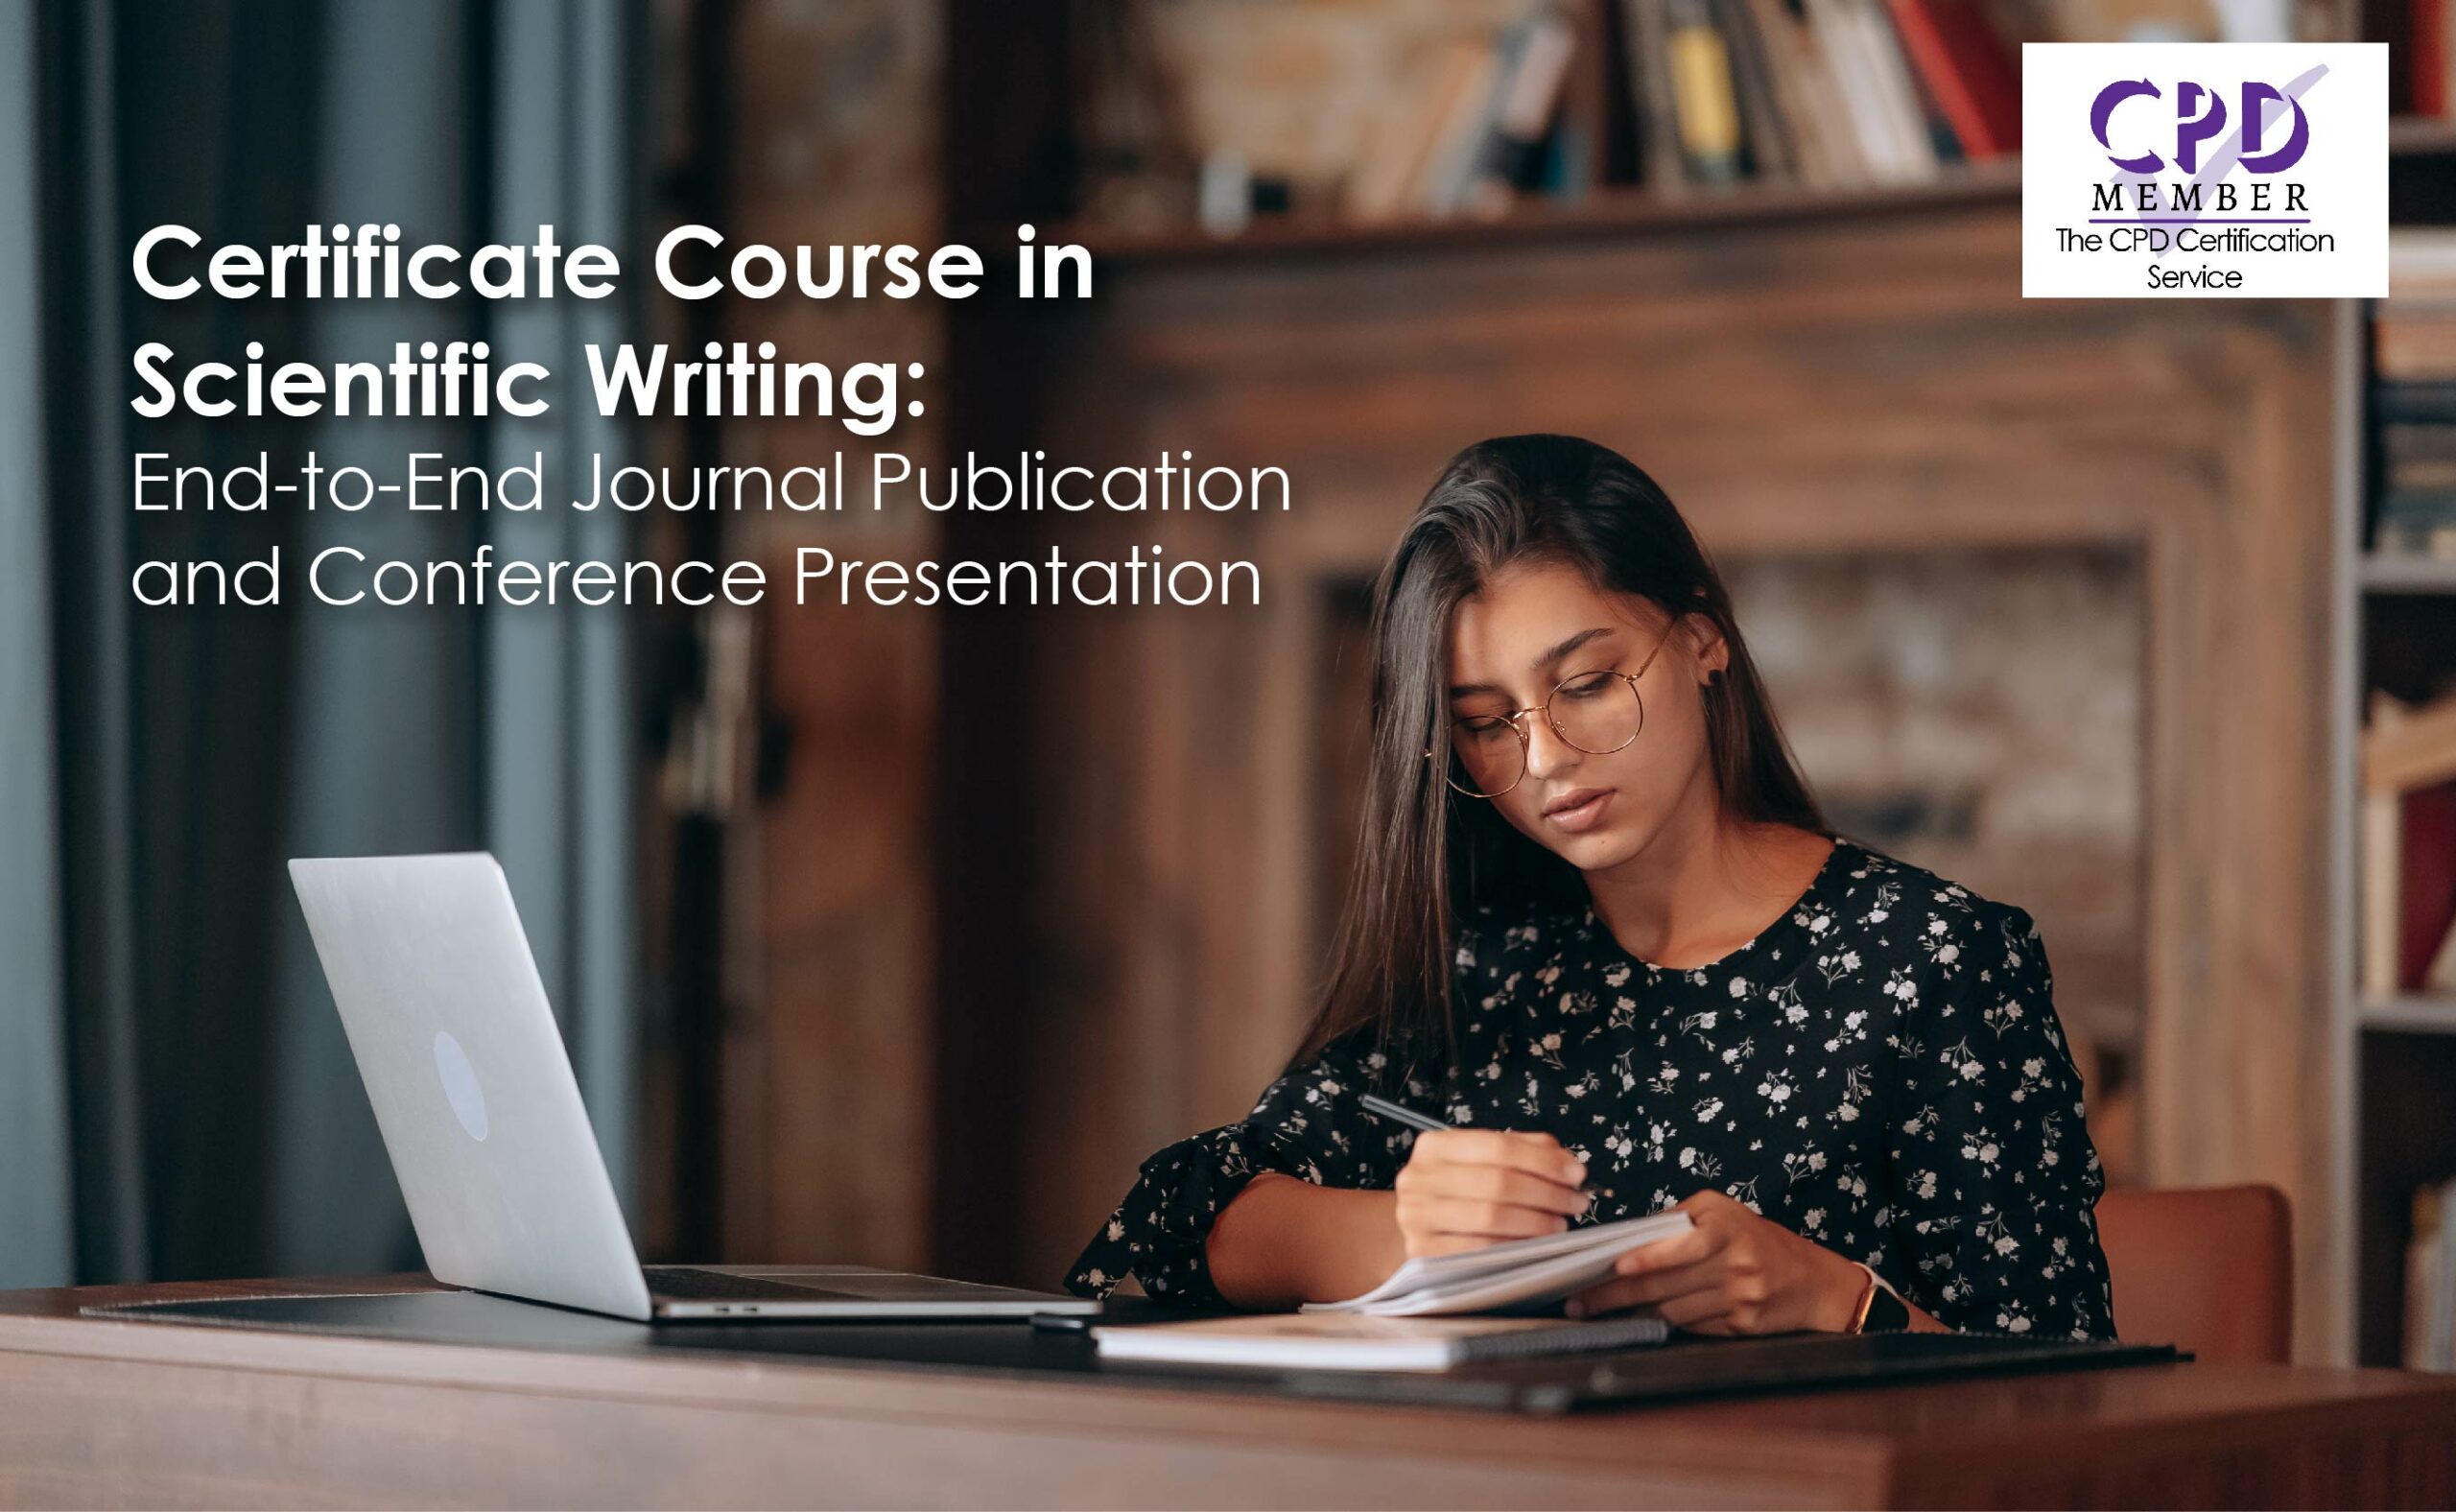 Certificate Course in
Scientific Writing:
End-to-End Journal Publication
and Conference Presentation
CPD
MEMBER
The CPD Certification
Service